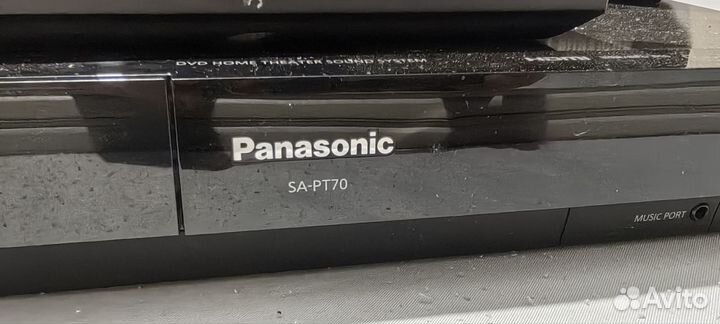 DVD HOME THEATER SOUND SYSTEM
HDMI
Panasonic
SA-PT70
MUSIC PORT
Avito